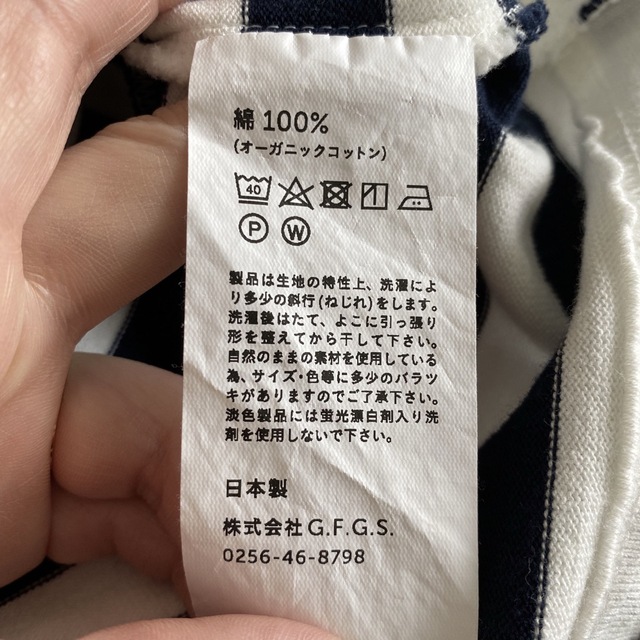 綿 100%
(オーガニックコットン)
40
P W
製品は生地の特性上、洗濯によ
り多少の斜行(ねじれ)をします。
洗濯後はたて、よこに引っ張り
形を整えてから干して下さい。
自然のままの素材を使用している
為、サイズ・色等に多少のバラツ
キがありますのでご了承下さい。
淡色製品には蛍光漂白剤入り洗
剤を使用しないで下さい。
日本製
株式会社G.F.G.S.
0256-46-8798